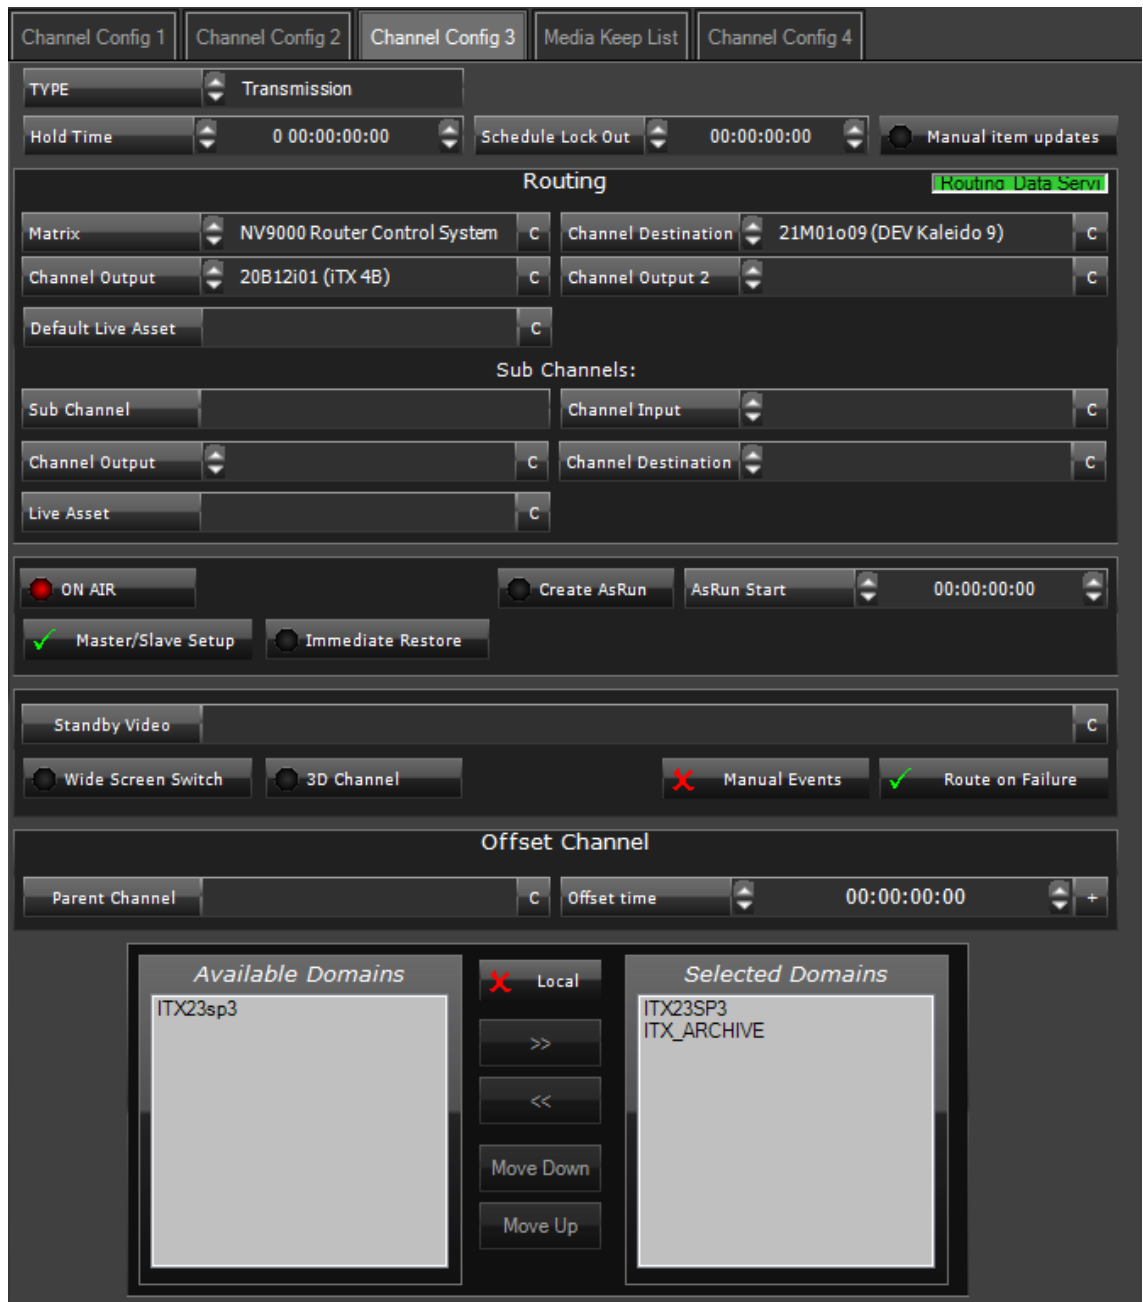 Channel Config 1 Channel Config 2 Channel Config 3 Media Keep List Channel Config 4
TYPE Transmission
Hold Time 0 00:00:00:00 Schedule Lock Out 00:00:00:00 Manual item updates
Routing Routing Data Servi
Matrix NV9000 Router Control System C Channel Destination 21M01o09 (DEV Kaleido 9) C
Channel Output 20B12i01 (iTX 4B) C Channel Output 2 C
Default Live Asset C
Sub Channels:
Sub Channel Channel Input C
Channel Output C Channel Destination C
Live Asset C
ON AIR Create AsRun AsRun Start 00:00:00:00
Master/Slave Setup Immediate Restore
Standby Video C
Wide Screen Switch 3D Channel Manual Events Route on Failure
Offset Channel
Parent Channel C Offset time 00:00:00:00 +
Available Domains Local Selected Domains
ITX23sp3 ITX23SP3
ITX_ARCHIVE
>>
<<
Move Down
Move Up